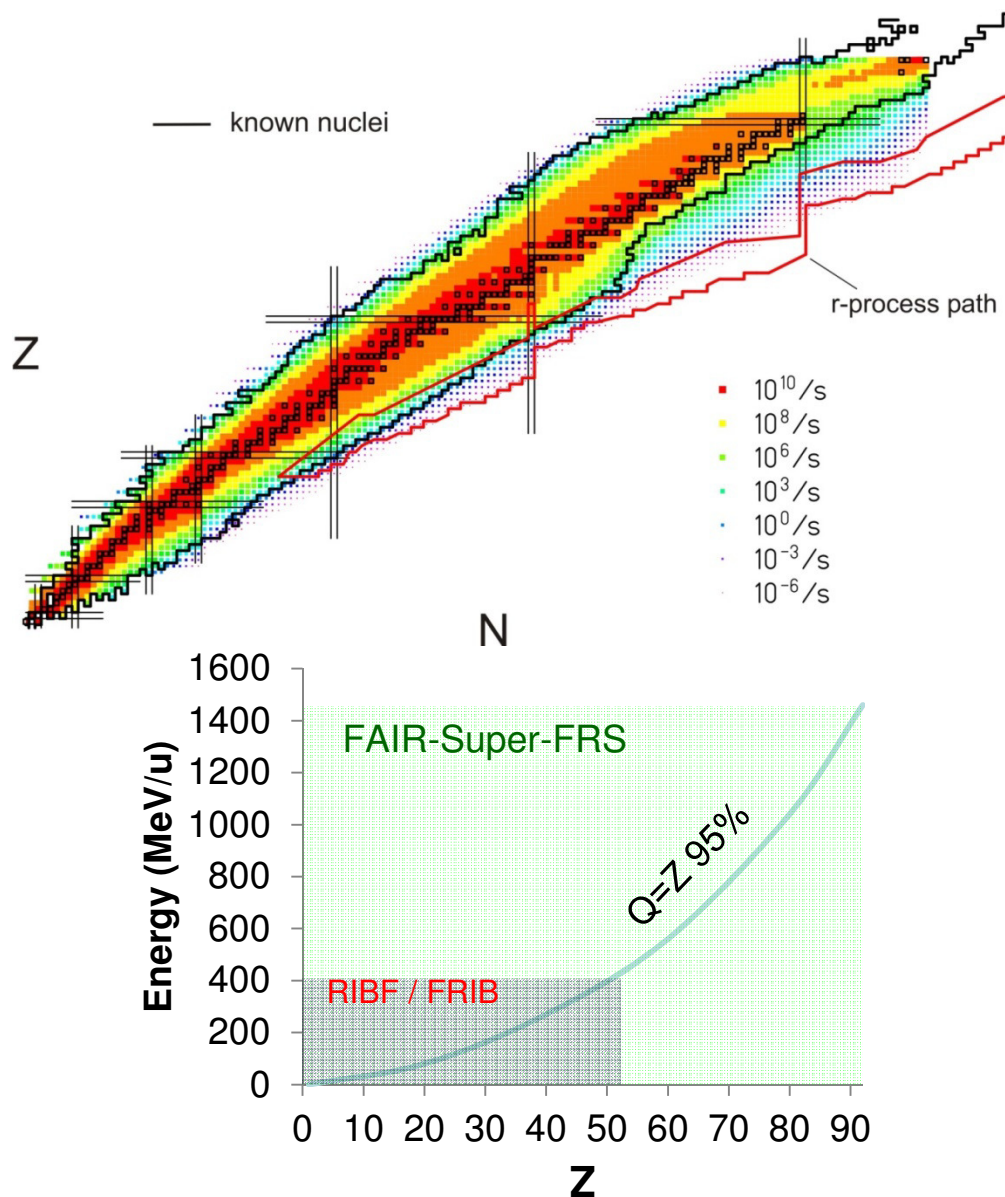 known nuclei
r-process path
Z
10¹⁰/s
10⁸/s
10⁶/s
10³/s
10⁰/s
10⁻³/s
10⁻⁶/s
N
1600
1400
1200
1000
800
600
400
200
0
Energy (MeV/u)
FAIR-Super-FRS
Q=Z 95%
RIBF / FRIB
0 10 20 30 40 50 60 70 80 90
Z